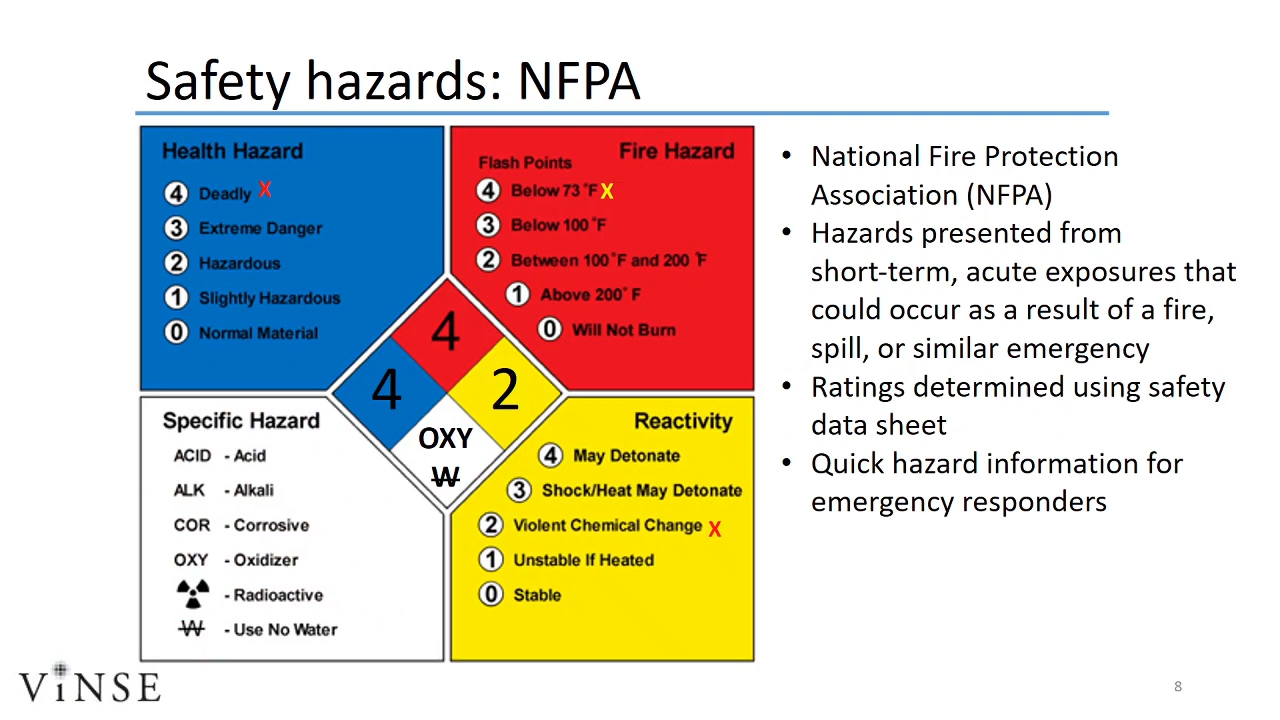 Safety hazards: NFPA
Health Hazard
4 Deadly X
3 Extreme Danger
2 Hazardous
1 Slightly Hazardous
0 Normal Material
Fire Hazard
Flash Points
4 Below 73 °F X
3 Below 100 °F
2 Between 100°F and 200 °F
1 Above 200° F
0 Will Not Burn
4
4
2
OXY
W
Specific Hazard
ACID - Acid
ALK - Alkali
COR - Corrosive
OXY - Oxidizer
- Radioactive
W - Use No Water
Reactivity
4 May Detonate
3 Shock/Heat May Detonate
2 Violent Chemical Change X
1 Unstable If Heated
0 Stable
• National Fire Protection
Association (NFPA)
• Hazards presented from
short-term, acute exposures that
could occur as a result of a fire,
spill, or similar emergency
• Ratings determined using safety
data sheet
• Quick hazard information for
emergency responders
ViNSE
8